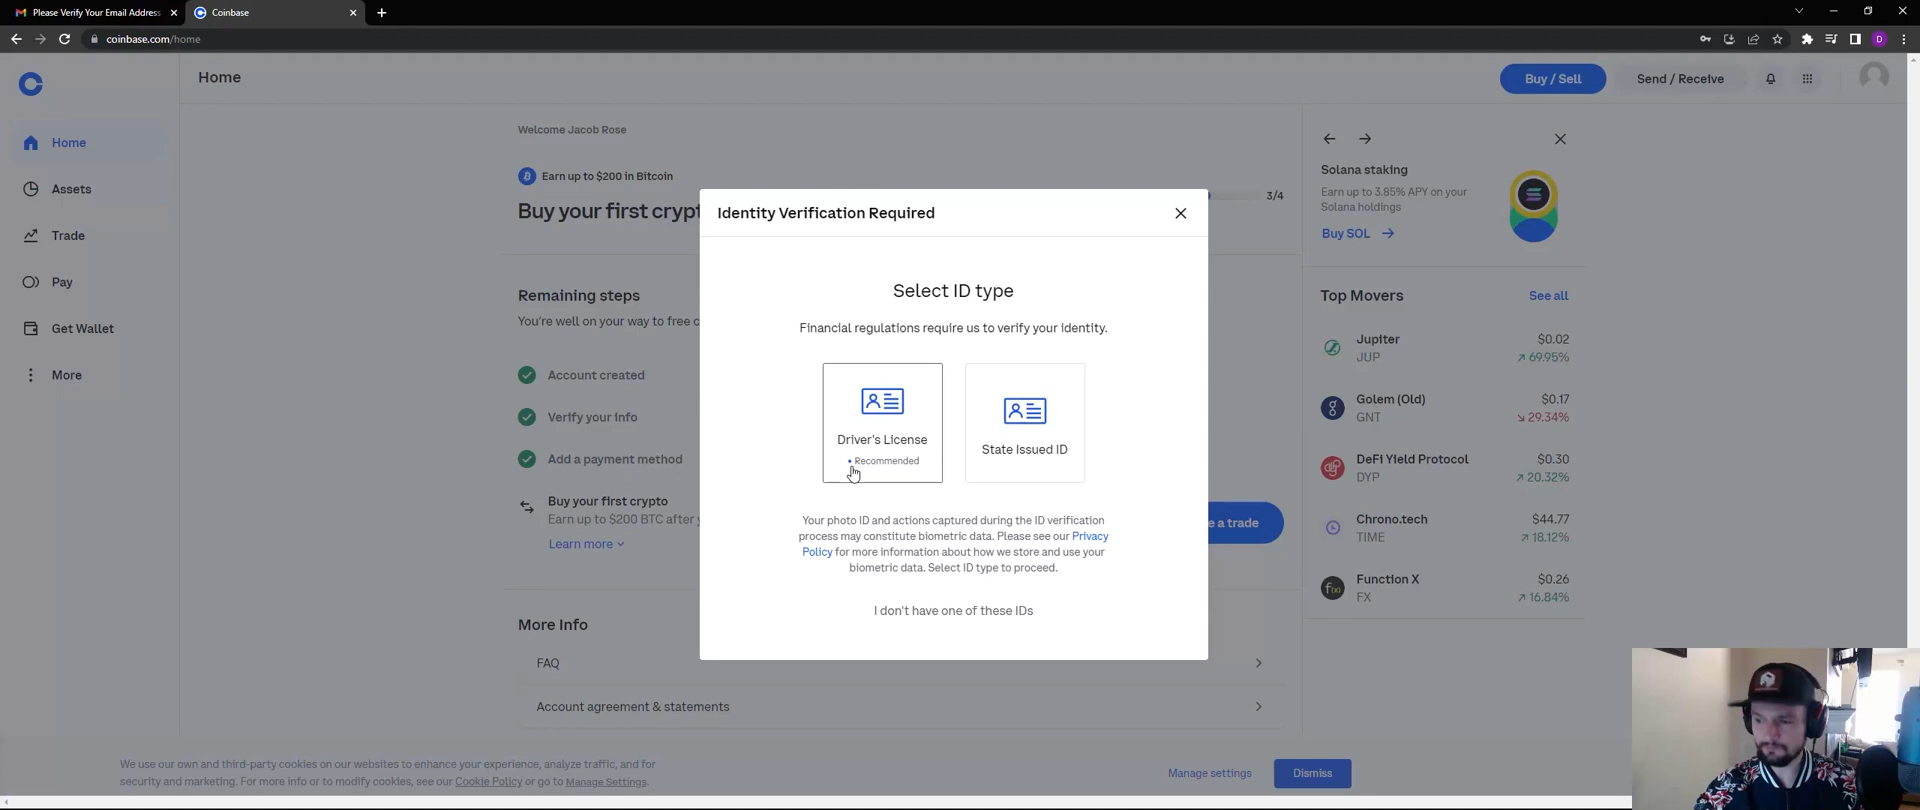 Please Verify Your Email Address
Coinbase
coinbase.com/home
D
Home
Buy / Sell
Send / Receive
Home
Assets
Trade
Pay
Get Wallet
More
Welcome Jacob Rose
Earn up to $200 in Bitcoin
3/4
Buy your first crypt
Remaining steps
You're well on your way to free c
Account created
Verify your info
Add a payment method
Buy your first crypto
Earn up to $200 BTC after y
Learn more
e a trade
More Info
FAQ
Account agreement & statements
Identity Verification Required
Select ID type
Financial regulations require us to verify your identity.
Driver's License
• Recommended
State Issued ID
Your photo ID and actions captured during the ID verification
process may constitute biometric data. Please see our Privacy
Policy for more information about how we store and use your
biometric data. Select ID type to proceed.
I don't have one of these IDs
Solana staking
Earn up to 3.85% APY on your
Solana holdings
Buy SOL
Top Movers
See all
Jupiter
$0.02
JUP
↗ 69.95%
Golem (Old)
$0.17
GNT
↘ 29.34%
DeFi Yield Protocol
$0.30
DYP
↗ 20.32%
Chrono.tech
$44.77
TIME
↗ 18.12%
Function X
$0.26
FX
↗ 16.84%
We use our own and third-party cookies on our websites to enhance your experience, analyze traffic, and for
security and marketing. For more info or to modify cookies, see our Cookie Policy or go to Manage Settings.
Manage settings
Dismiss